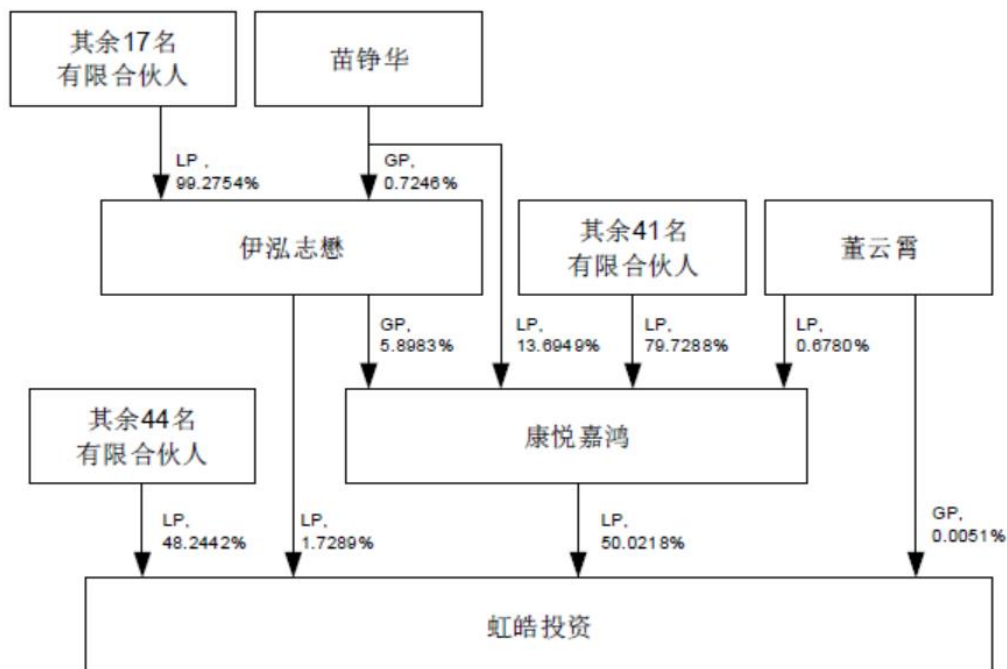 其余17名
有限合伙人
苗铮华
LP,
99.2754%
GP,
0.7246%
伊泓志懋
其余41名
有限合伙人
董云霄
GP,
5.8983%
LP,
13.6949%
LP,
79.7288%
LP,
0.6780%
其余44名
有限合伙人
康悦嘉鸿
LP,
48.2442%
LP,
1.7289%
LP,
50.0218%
GP,
0.0051%
虹皓投资